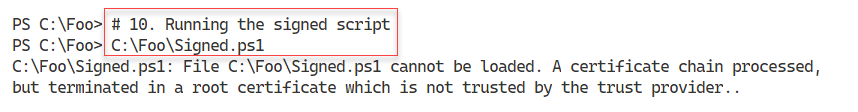 PS C:\Foo> # 10. Running the signed script
PS C:\Foo> C:\Foo\Signed.ps1
C:\Foo\Signed.ps1: File C:\Foo\Signed.ps1 cannot be loaded. A certificate chain processed,
but terminated in a root certificate which is not trusted by the trust provider..